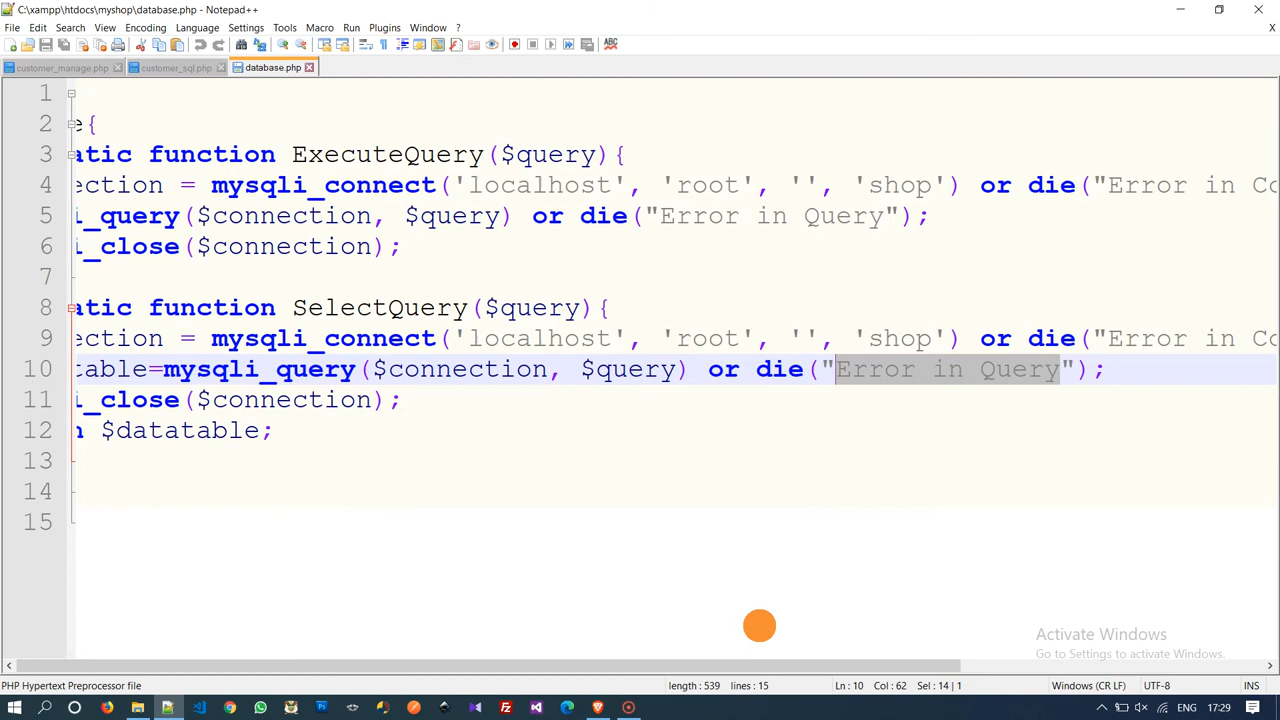 C:\xampp\htdocs\myshop\database.php - Notepad++
File Edit Search View Encoding Language Settings Tools Macro Run Plugins Window ? X
customer_manage.php customer_sql.php database.php
1
2 e{
3 atic function ExecuteQuery($query){
4 ection = mysqli_connect('localhost', 'root', '', 'shop') or die("Error in Co
5 i_query($connection, $query) or die("Error in Query");
6 i_close($connection);
7
8 atic function SelectQuery($query){
9 ection = mysqli_connect('localhost', 'root', '', 'shop') or die("Error in Co
10 table=mysqli_query($connection, $query) or die("Error in Query");
11 i_close($connection);
12 n $datatable;
13
14
15
Activate Windows
Go to Settings to activate Windows.
PHP Hypertext Preprocessor file length : 539 lines : 15 Ln : 10 Col : 62 Sel : 14 | 1 Windows (CR LF) UTF-8 INS
ENG 17:29